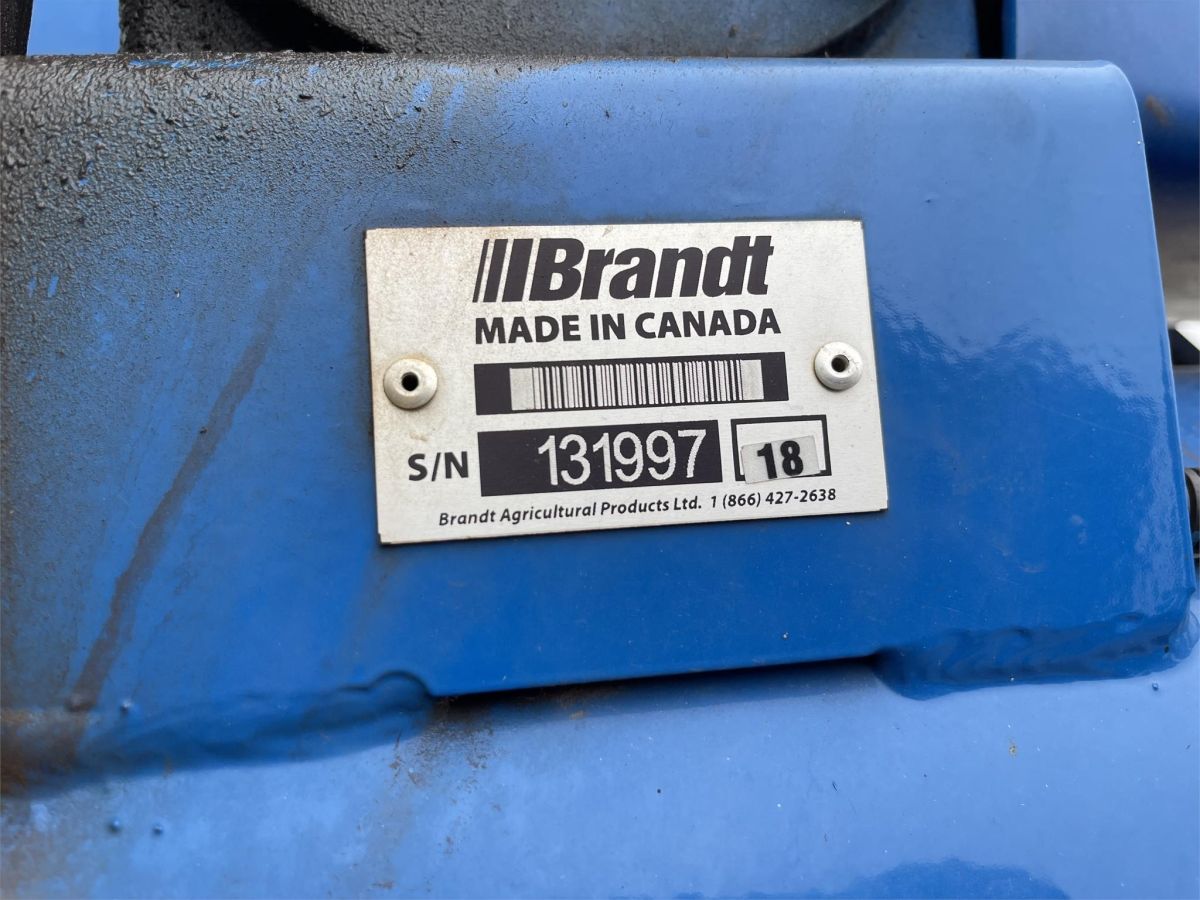 Brandt
MADE IN CANADA
S/N 131997 18
Brandt Agricultural Products Ltd. 1 (866) 427-2638